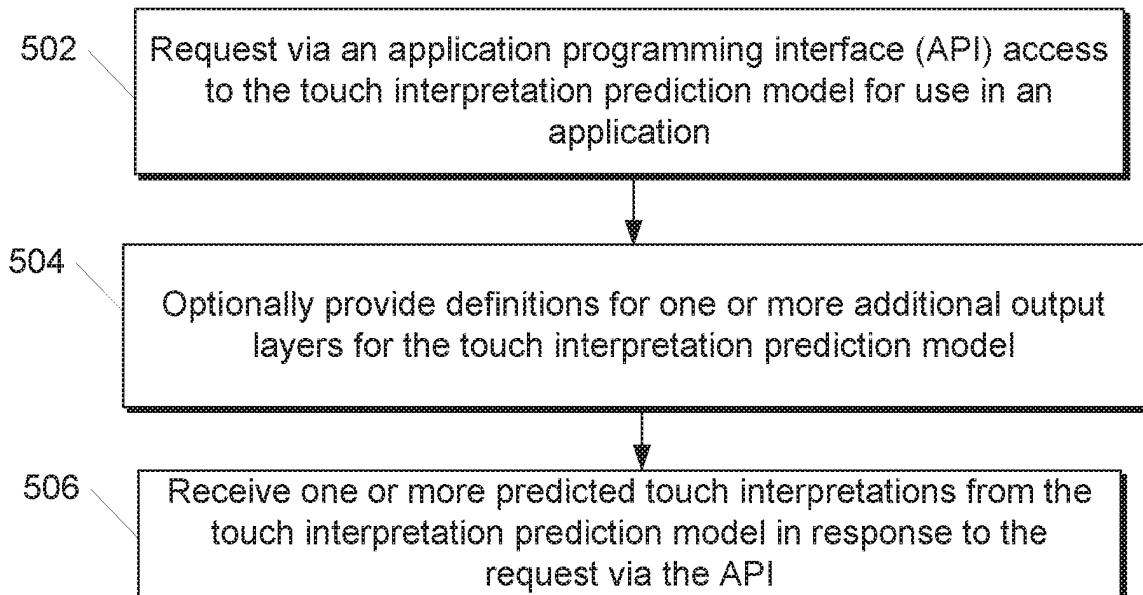 502
Request via an application programming interface (API) access
to the touch interpretation prediction model for use in an
application
504
Optionally provide definitions for one or more additional output
layers for the touch interpretation prediction model
506
Receive one or more predicted touch interpretations from the
touch interpretation prediction model in response to the
request via the API